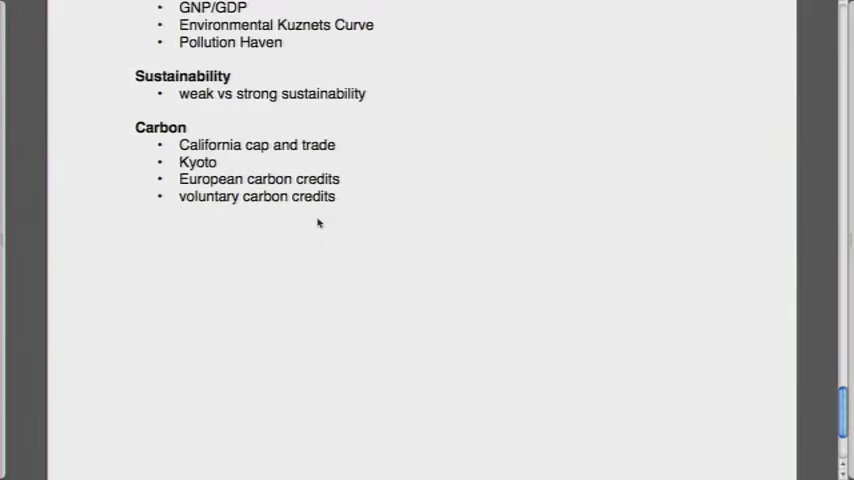 • GNP/GDP
• Environmental Kuznets Curve
• Pollution Haven
Sustainability
• weak vs strong sustainability
Carbon
• California cap and trade
• Kyoto
• European carbon credits
• voluntary carbon credits